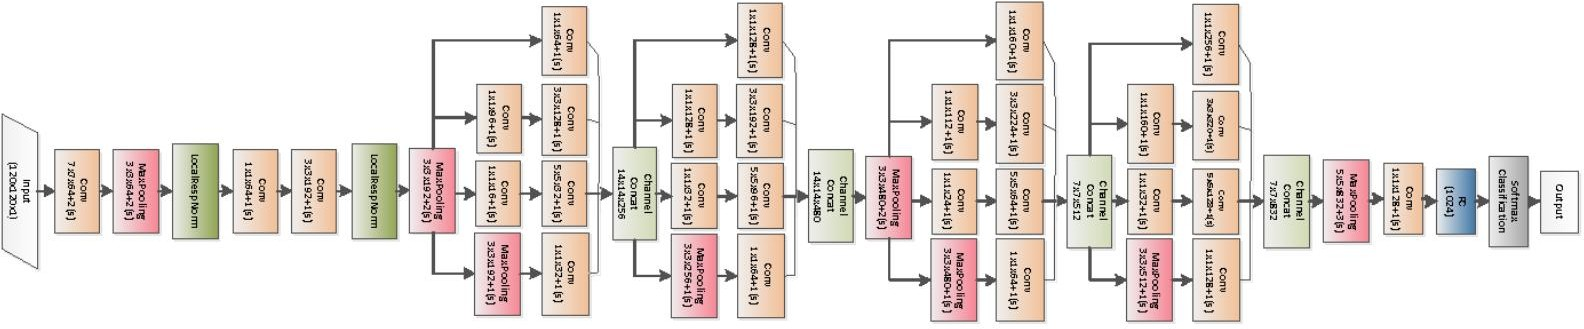 Input
(120x120x1)
Conv
7x7x64+2(s)
MaxPooling
3x3x64+2(s)
LocalRespNorm
Conv
1x1x64+1(s)
Conv
3x3x192+1(s)
LocalRespNorm
MaxPooling
3x3x192+2(s)
Conv
1x1x64+1(s)
Conv
1x1x96+1(s)
Conv
3x3x128+1(s)
Conv
1x1x16+1(s)
Conv
5x5x32+1(s)
MaxPooling
3x3x192+1(s)
Conv
1x1x32+1(s)
Channel
Concat
14x14x256
Conv
1x1x128+1(s)
Conv
1x1x128+1(s)
Conv
3x3x192+1(s)
Conv
1x1x32+1(s)
Conv
5x5x96+1(s)
MaxPooling
3x3x256+1(s)
Conv
1x1x64+1(s)
Channel
Concat
14x14x480
MaxPooling
3x3x480+2(s)
Conv
1x1x160+1(s)
Conv
1x1x112+1(s)
Conv
3x3x224+1(s)
Conv
1x1x24+1(s)
Conv
5x5x64+1(s)
MaxPooling
3x3x480+1(s)
Conv
1x1x64+1(s)
Channel
Concat
7x7x512
Conv
1x1x256+1(s)
Conv
1x1x160+1(s)
Conv
3x3x320+1(s)
Conv
1x1x32+1(s)
Conv
5x5x128+1(s)
MaxPooling
3x3x512+1(s)
Conv
1x1x128+1(s)
Channel
Concat
7x7x832
MaxPooling
5x5x832+3(s)
Conv
1x1x128+1(s)
FC
(1024)
Softmax
Classification
Output